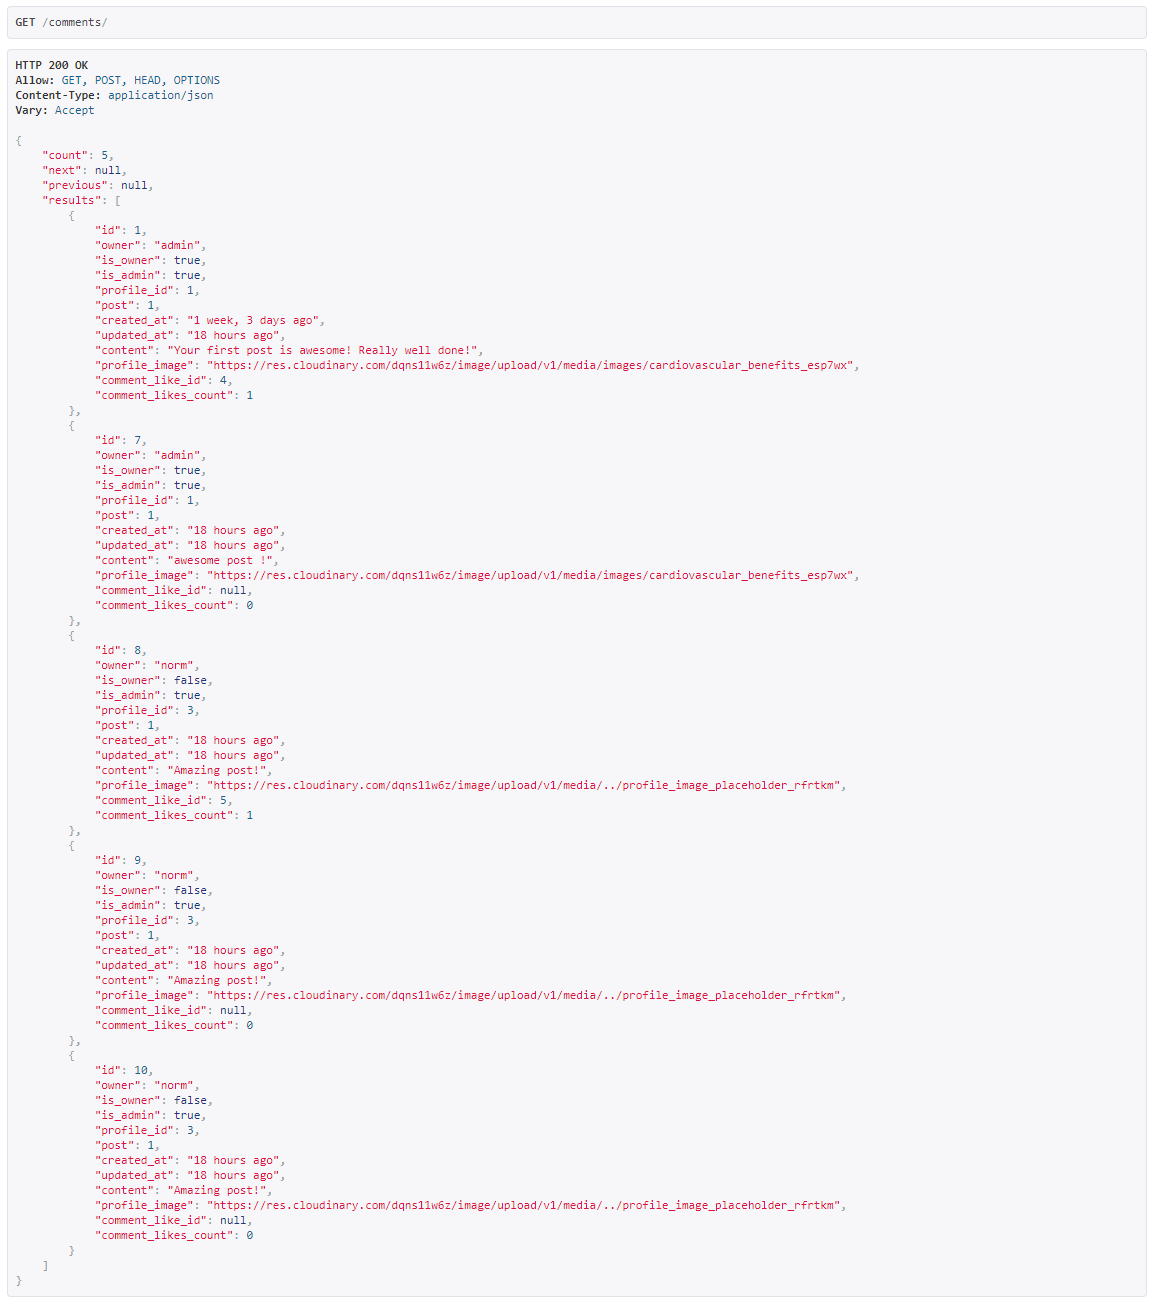 GET /comments/
HTTP 200 OK
Allow: GET, POST, HEAD, OPTIONS
Content-Type: application/json
Vary: Accept
{
    "count": 5,
    "next": null,
    "previous": null,
    "results": [
        {
            "id": 1,
            "owner": "admin",
            "is_owner": true,
            "is_admin": true,
            "profile_id": 1,
            "post": 1,
            "created_at": "1 week, 3 days ago",
            "updated_at": "18 hours ago",
            "content": "Your first post is awesome! Really well done!",
            "profile_image": "https://res.cloudinary.com/dqns11w6z/image/upload/v1/media/images/cardiovascular_benefits_esp7wx",
            "comment_like_id": 4,
            "comment_likes_count": 1
        },
        {
            "id": 7,
            "owner": "admin",
            "is_owner": true,
            "is_admin": true,
            "profile_id": 1,
            "post": 1,
            "created_at": "18 hours ago",
            "updated_at": "18 hours ago",
            "content": "awesome post !",
            "profile_image": "https://res.cloudinary.com/dqns11w6z/image/upload/v1/media/images/cardiovascular_benefits_esp7wx",
            "comment_like_id": null,
            "comment_likes_count": 0
        },
        {
            "id": 8,
            "owner": "norm",
            "is_owner": false,
            "is_admin": true,
            "profile_id": 3,
            "post": 1,
            "created_at": "18 hours ago",
            "updated_at": "18 hours ago",
            "content": "Amazing post!",
            "profile_image": "https://res.cloudinary.com/dqns11w6z/image/upload/v1/media/../profile_image_placeholder_rfrtkm",
            "comment_like_id": 5,
            "comment_likes_count": 1
        },
        {
            "id": 9,
            "owner": "norm",
            "is_owner": false,
            "is_admin": true,
            "profile_id": 3,
            "post": 1,
            "created_at": "18 hours ago",
            "updated_at": "18 hours ago",
            "content": "Amazing post!",
            "profile_image": "https://res.cloudinary.com/dqns11w6z/image/upload/v1/media/../profile_image_placeholder_rfrtkm",
            "comment_like_id": null,
            "comment_likes_count": 0
        },
        {
            "id": 10,
            "owner": "norm",
            "is_owner": false,
            "is_admin": true,
            "profile_id": 3,
            "post": 1,
            "created_at": "18 hours ago",
            "updated_at": "18 hours ago",
            "content": "Amazing post!",
            "profile_image": "https://res.cloudinary.com/dqns11w6z/image/upload/v1/media/../profile_image_placeholder_rfrtkm",
            "comment_like_id": null,
            "comment_likes_count": 0
        }
    ]
}